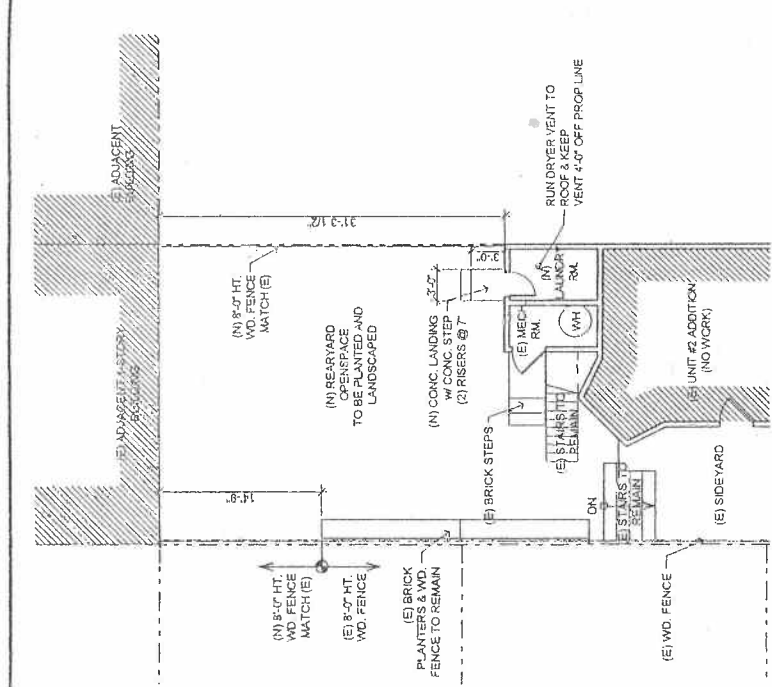 (E) ADJACENT
BUILDING
(E) ADJACENT 4-STORY
BUILDING
31'-3 1/2"
(N) 8'-0" HT.
WD. FENCE
MATCH (E)
(N) REARYARD
OPENSPACE
TO BE PLANTED AND
LANDSCAPED
14'-8"
(N) 8'-0" HT.
WD. FENCE
MATCH (E)
(E) 8'-0" HT.
WD. FENCE
(E) BRICK
PLANTERS & WD.
FENCE TO REMAIN
(N) CONC. LANDING
W/ CONC. STEP
(2) RISERS @ 7"
3'-0"
3'-0"
RUN DRYER VENT TO
ROOF & KEEP
VENT 4'-0" OFF PROP LINE
(N)
LAUNDR
RM.
(E) MECH
RM.
WH
(E) BRICK STEPS
(E) STAIRS TO
REMAIN
(E) UNIT #2 ADDITION
(NO WORK)
DN
(E) STAIRS TO
REMAIN
(E) SIDEYARD
(E) WD. FENCE